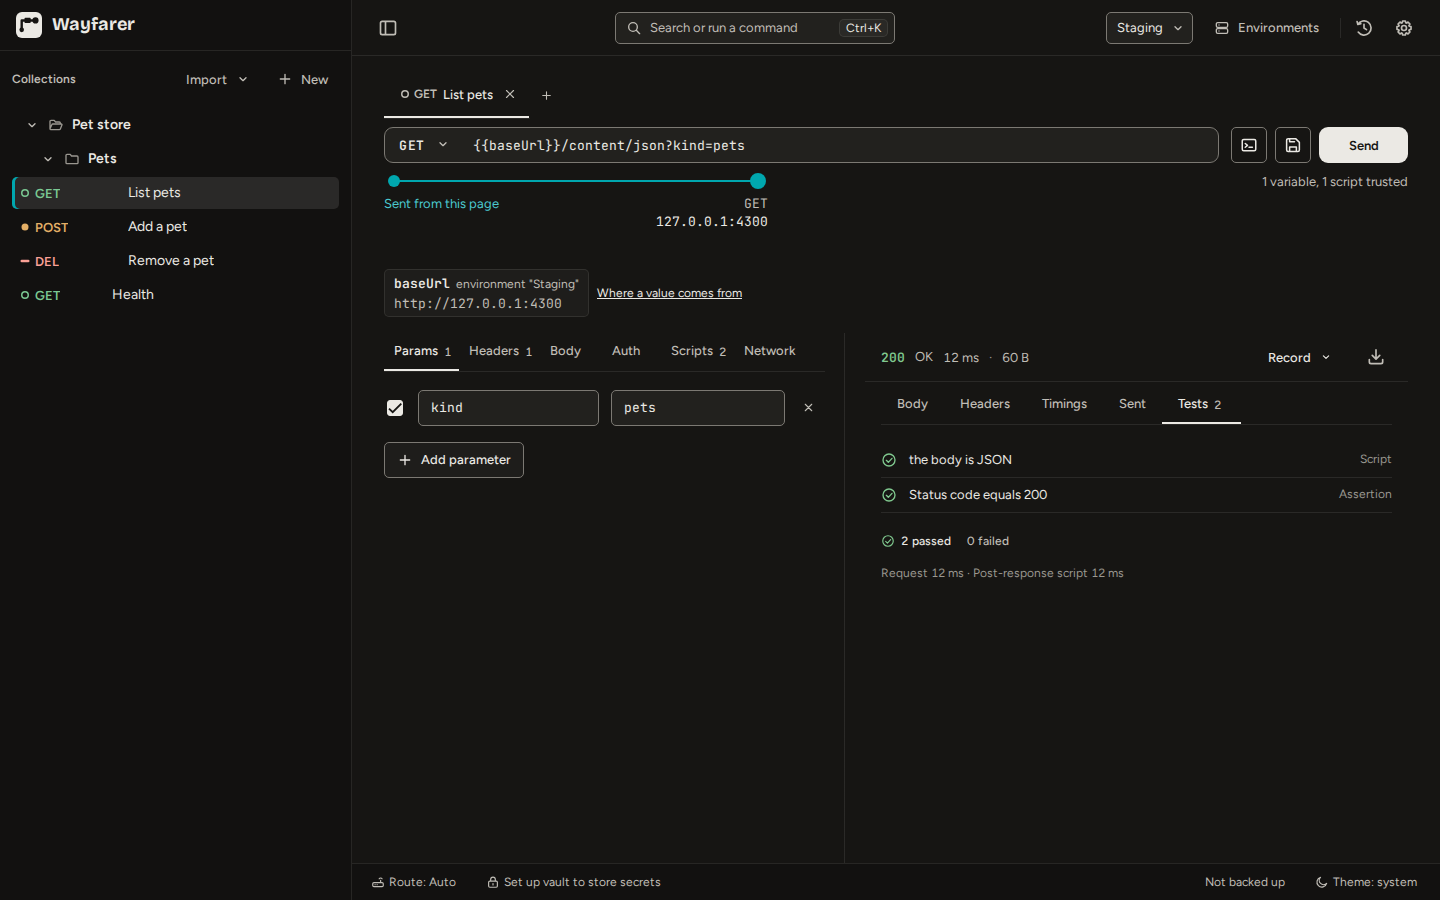 Wayfarer
Search or run a command
Ctrl+K
Staging
Environments
Collections
Import
New
Pet store
Pets
GET List pets
POST Add a pet
DEL Remove a pet
GET Health
GET List pets
GET {{baseUrl}}/content/json?kind=pets
Send
1 variable, 1 script trusted
Sent from this page
GET
127.0.0.1:4300
baseUrl environment "Staging"
http://127.0.0.1:4300
Where a value comes from
Params 1 Headers 1 Body Auth Scripts 2 Network
kind pets
Add parameter
200 OK 12 ms · 60 B
Record
Body Headers Timings Sent Tests 2
the body is JSON Script
Status code equals 200 Assertion
2 passed 0 failed
Request 12 ms · Post-response script 12 ms
Route: Auto
Set up vault to store secrets
Not backed up
Theme: system